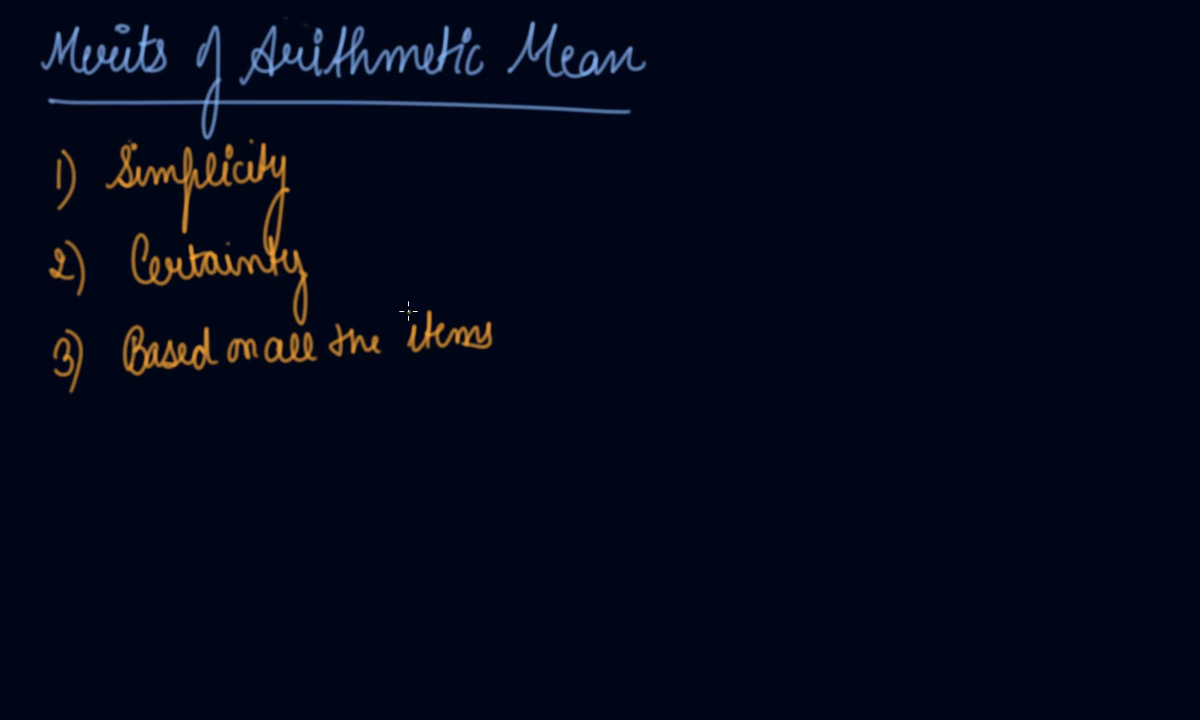 Merits of Arithmetic Mean
1) Simplicity
2) Certainty
3) Based on all the items